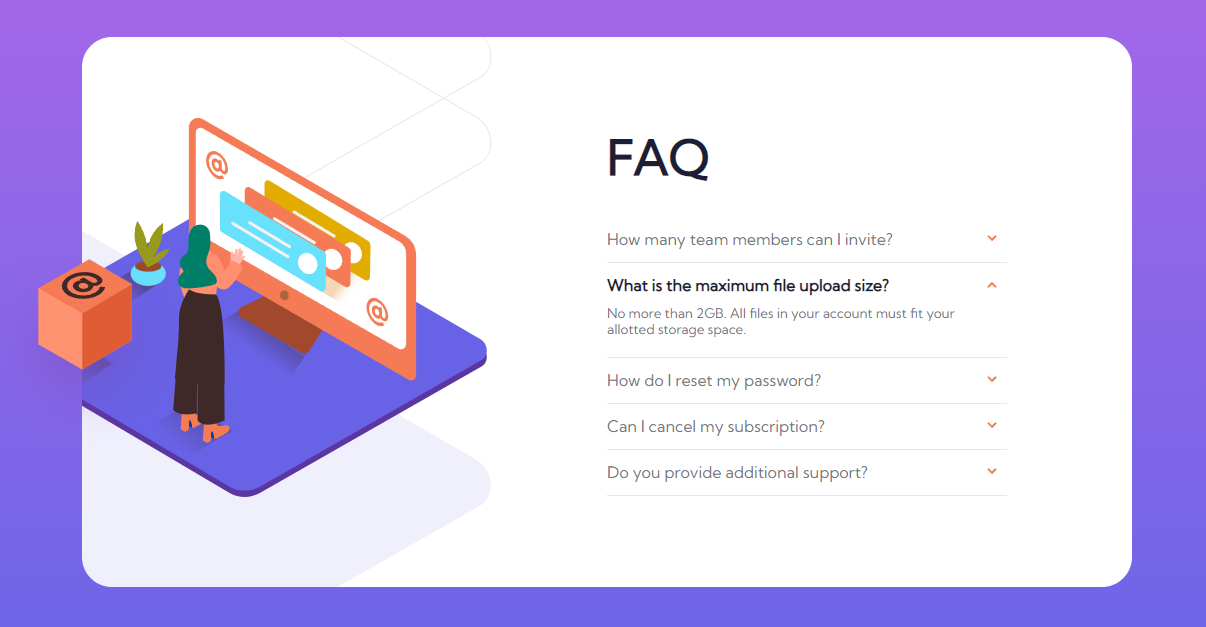 @
@
@
FAQ
How many team members can I invite?
What is the maximum file upload size?
No more than 2GB. All files in your account must fit your
allotted storage space.
How do I reset my password?
Can I cancel my subscription?
Do you provide additional support?